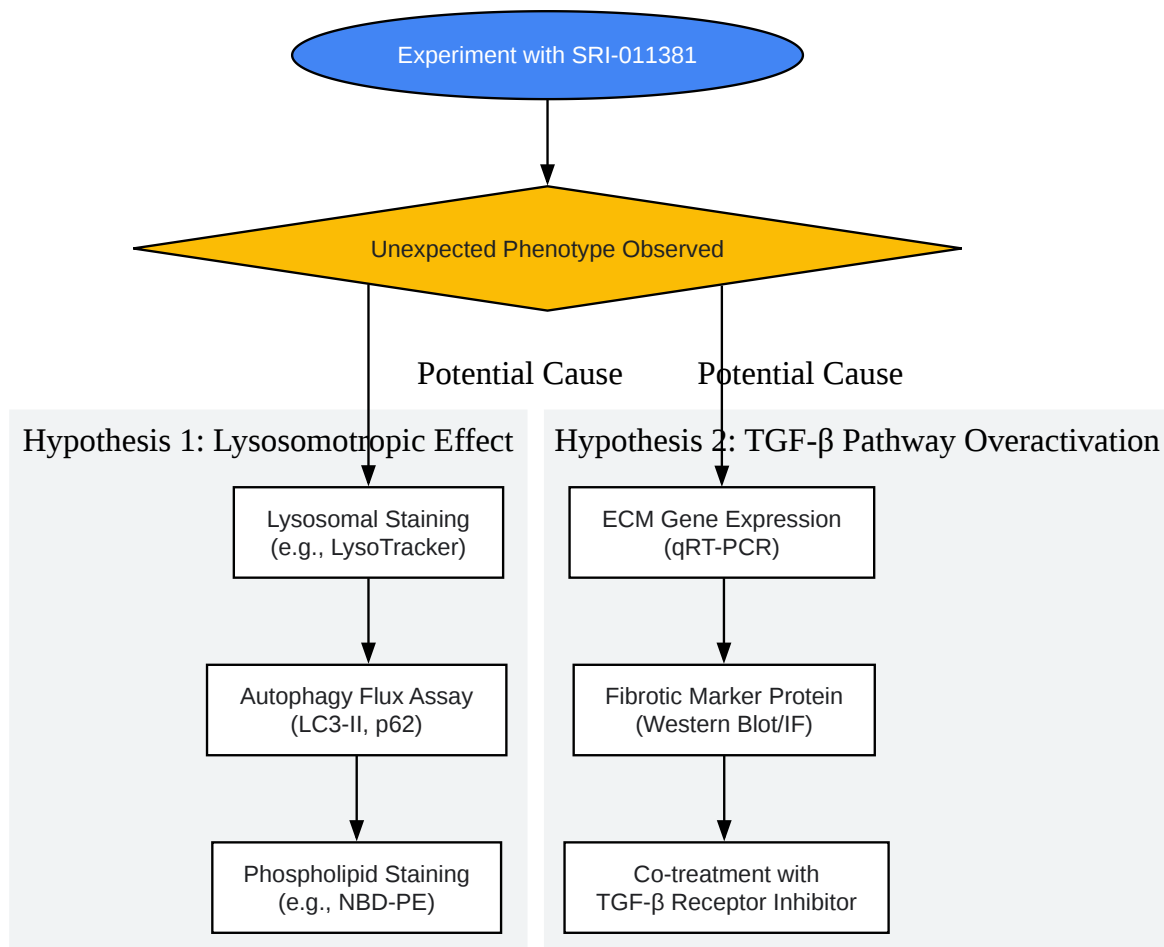 Experiment with SRI-011381
Unexpected Phenotype Observed
Potential Cause
Potential Cause
Hypothesis 1: Lysosomotropic Effect
Lysosomal Staining
(e.g., LysoTracker)
Autophagy Flux Assay
(LC3-II, p62)
Phospholipid Staining
(e.g., NBD-PE)
Hypothesis 2: TGF-β Pathway Overactivation
ECM Gene Expression
(qRT-PCR)
Fibrotic Marker Protein
(Western Blot/IF)
Co-treatment with
TGF-β Receptor Inhibitor